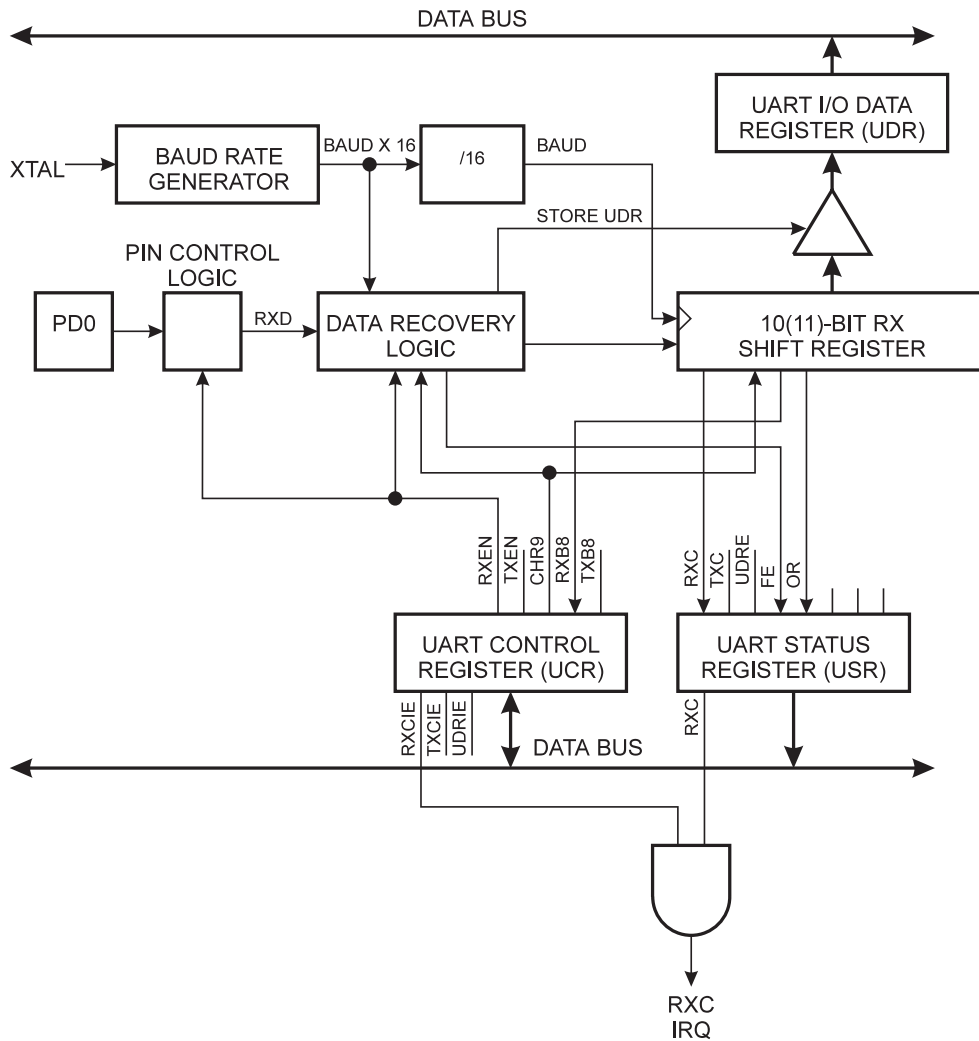 DATA BUS
UART I/O DATA
REGISTER (UDR)
XTAL
BAUD RATE
GENERATOR
BAUD X 16
/16
BAUD
STORE UDR
PIN CONTROL
LOGIC
PD0
RXD
DATA RECOVERY
LOGIC
10(11)-BIT RX
SHIFT REGISTER
RXEN
TXEN
CHR9
RXB8
TXB8
RXC
TXC
UDRE
FE
OR
UART CONTROL
REGISTER (UCR)
UART STATUS
REGISTER (USR)
RXCIE
TXCIE
UDRIE
RXC
DATA BUS
RXC
IRQ